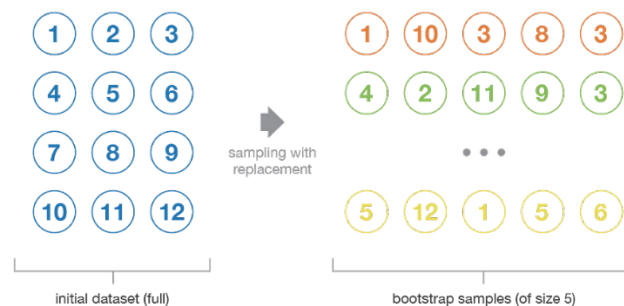 1 2 3
4 5 6
7 8 9
10 11 12
initial dataset (full)
sampling with
replacement
1 10 3 8 3
4 2 11 9 3
• • •
5 12 1 5 6
bootstrap samples (of size 5)